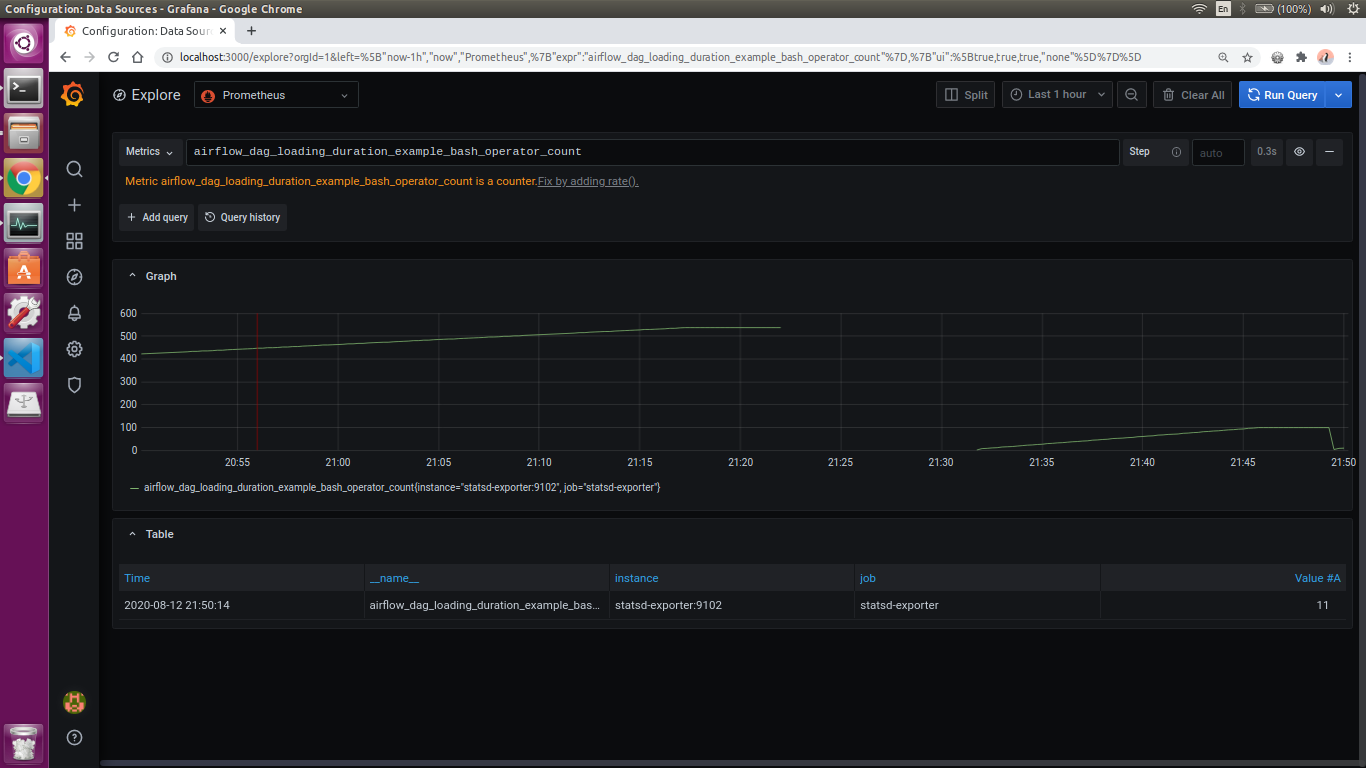 Configuration: Data Sources - Grafana - Google Chrome
En
(100%)
Configuration: Data Sour
localhost:3000/explore?orgId=1&left=%5B"now-1h","now","Prometheus",%7B"expr":"airflow_dag_loading_duration_example_bash_operator_count"%7D,%7B"ui":%5Btrue,true,true,"none"%5D%7D%5D
Explore
Prometheus
Split
Last 1 hour
Clear All
Run Query
Metrics
airflow_dag_loading_duration_example_bash_operator_count
Step
auto
0.3s
Metric airflow_dag_loading_duration_example_bash_operator_count is a counter.Fix by adding rate().
Add query
Query history
Graph
600
500
400
300
200
100
0
20:55
21:00
21:05
21:10
21:15
21:20
21:25
21:30
21:35
21:40
21:45
21:50
airflow_dag_loading_duration_example_bash_operator_count{instance="statsd-exporter:9102", job="statsd-exporter"}
Table
Time
__name__
instance
job
Value #A
2020-08-12 21:50:14
airflow_dag_loading_duration_example_bas...
statsd-exporter:9102
statsd-exporter
11